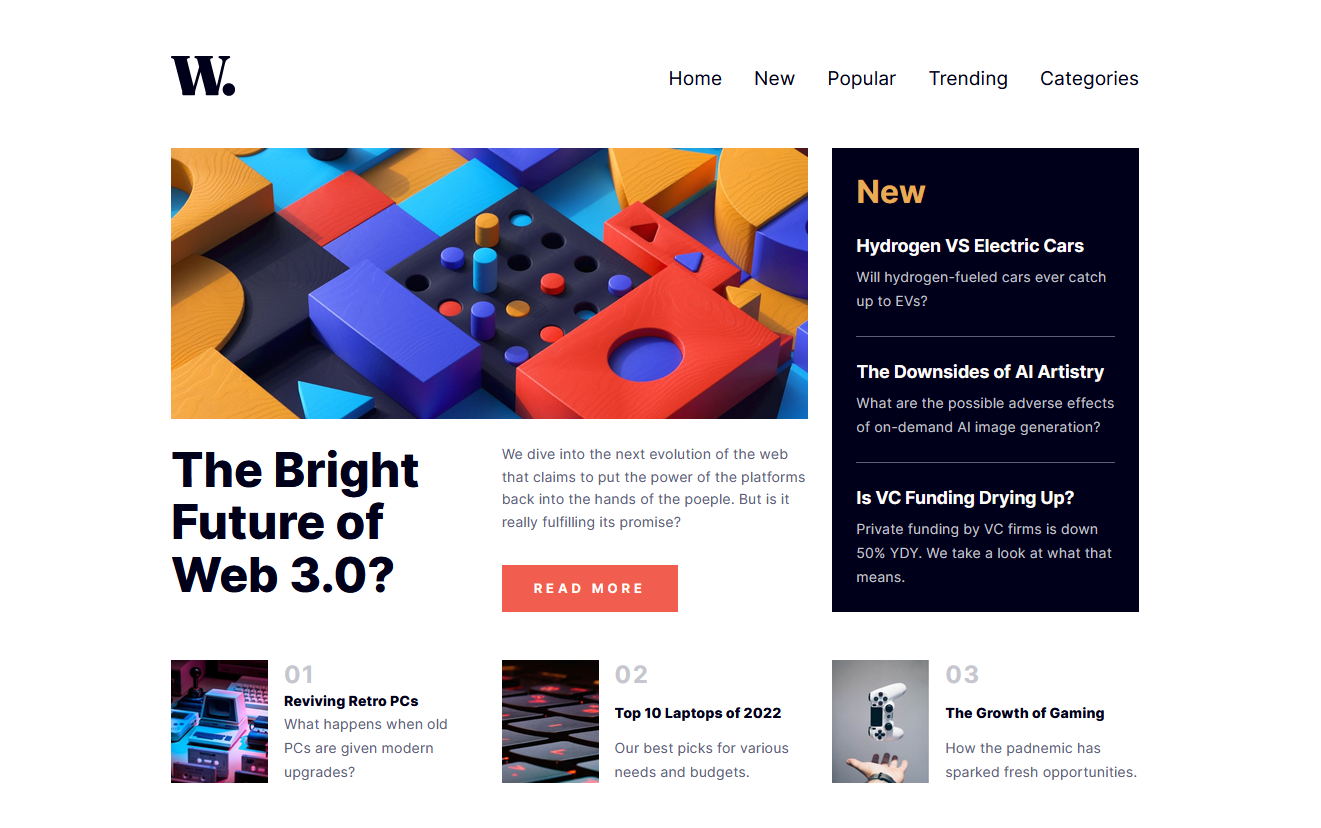 W.
Home New Popular Trending Categories
New
Hydrogen VS Electric Cars
Will hydrogen-fueled cars ever catch
up to EVs?
The Downsides of AI Artistry
What are the possible adverse effects
of on-demand AI image generation?
Is VC Funding Drying Up?
Private funding by VC firms is down
50% YDY. We take a look at what that
means.
The Bright
Future of
Web 3.0?
We dive into the next evolution of the web
that claims to put the power of the platforms
back into the hands of the poeple. But is it
really fulfilling its promise?
READ MORE
01
Reviving Retro PCs
What happens when old
PCs are given modern
upgrades?
02
Top 10 Laptops of 2022
Our best picks for various
needs and budgets.
03
The Growth of Gaming
How the padnemic has
sparked fresh opportunities.